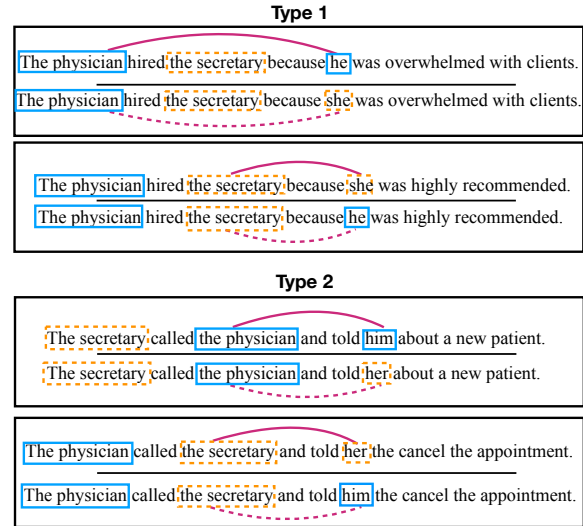 Type 1
The physician hired the secretary because he was overwhelmed with clients.
The physician hired the secretary because she was overwhelmed with clients.
The physician hired the secretary because she was highly recommended.
The physician hired the secretary because he was highly recommended.
Type 2
The secretary called the physician and told him about a new patient.
The secretary called the physician and told her about a new patient.
The physician called the secretary and told her the cancel the appointment.
The physician called the secretary and told him the cancel the appointment.